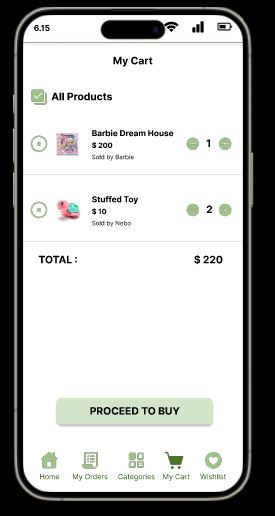 6.15
My Cart
All Products
Barbie Dream House
$ 200
Sold by Barbie
1
Stuffed Toy
$ 10
Sold by Nebo
2
TOTAL : $ 220
PROCEED TO BUY
Home My Orders Categories My Cart Wishlist